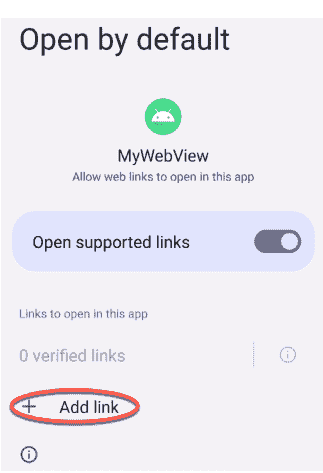 Open by default
MyWebView
Allow web links to open in this app
Open supported links
Links to open in this app
0 verified links
+ Add link